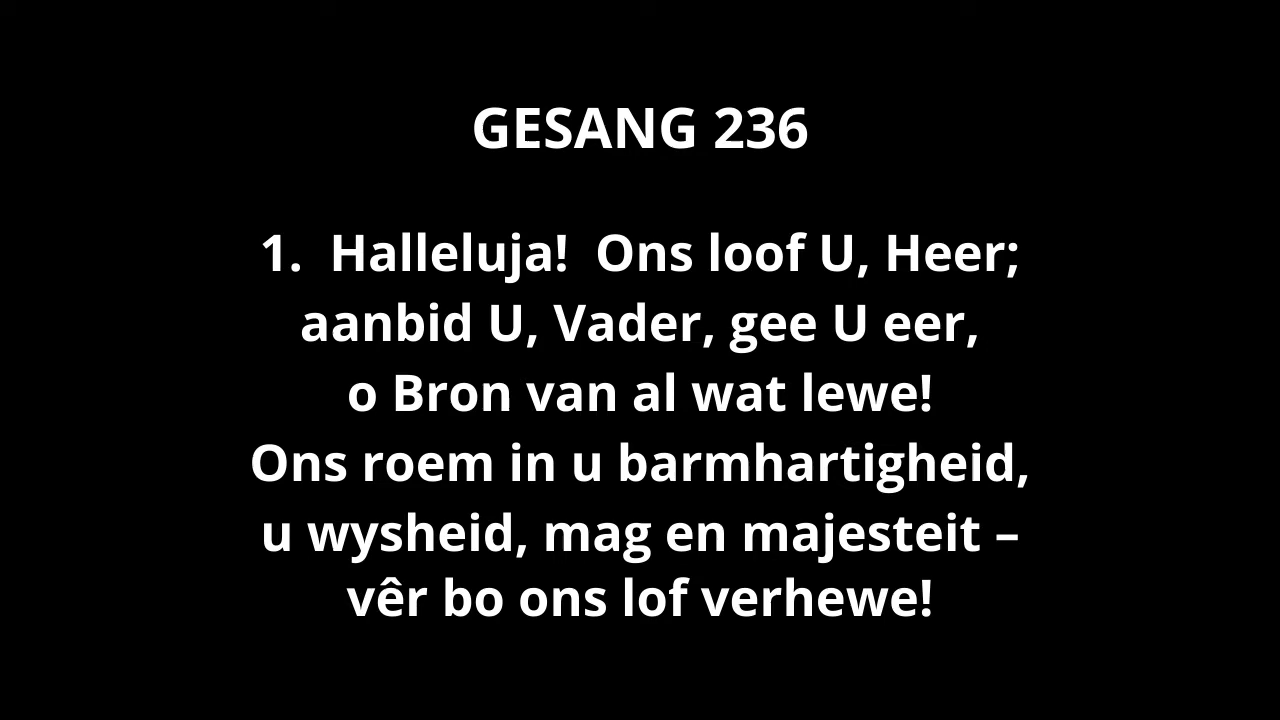 GESANG 236
1.  Halleluja!  Ons loof U, Heer;
aanbid U, Vader, gee U eer,
o Bron van al wat lewe!
Ons roem in u barmhartigheid,
u wysheid, mag en majesteit –
vêr bo ons lof verhewe!